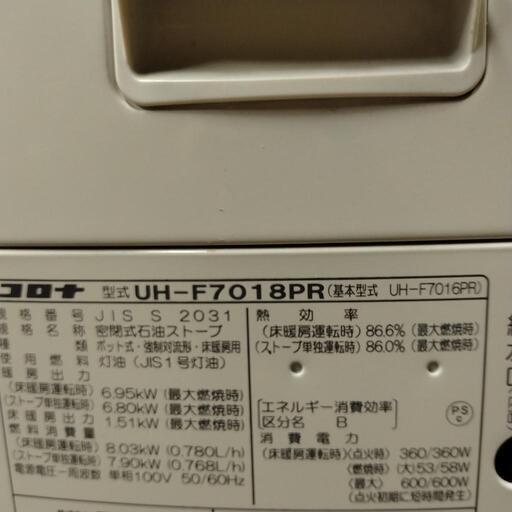 コロナ 型式 UH-F7018PR (基本型式 UH-F7016PR)
規格番号 JIS S 2031
規格名称 密閉式石油ストーブ
種類 ポット式・強制対流形・床暖房用
使用燃料 灯油 (JIS1号灯油)
暖房出力
(床暖房運転時) 6.95kW (最大燃焼時)
(ストーブ単独運転時) 6.80kW (最大燃焼時)
床暖房出力 1.51kW (最大燃焼時)
燃料消費量
(床暖房運転時) 8.03kW (0.780L/h)
(ストーブ単独運転時) 7.90kW (0.768L/h)
電源電圧−周波数 単相100V 50/60Hz
熱効率
(床暖房運転時) 86.6% (最大燃焼時)
(ストーブ単独運転時) 86.0% (最大燃焼時)
[エネルギー消費効率]
区分名 B
PSC
消費電力
(床暖房運転時) (点火時) 360/360W
(燃焼時) (大) 53/58W
(最大) 600/600W
(点火初期に短時間発生)